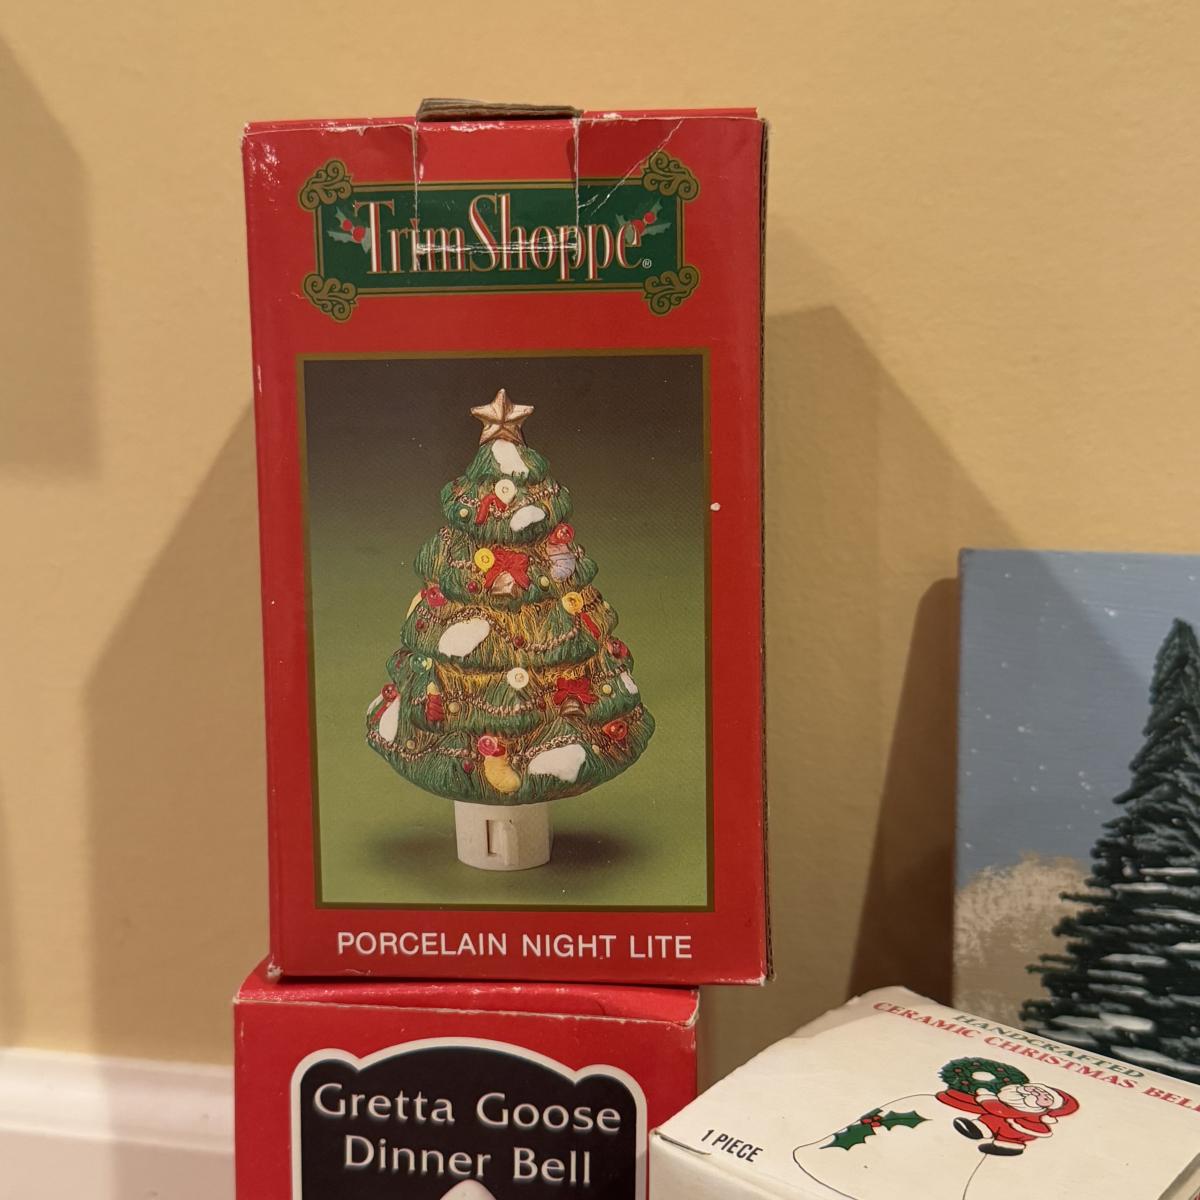 TrimShoppe®
PORCELAIN NIGHT LITE
Gretta Goose
Dinner Bell
HANDCRAFTED
CERAMIC CHRISTMAS BELL
1 PIECE